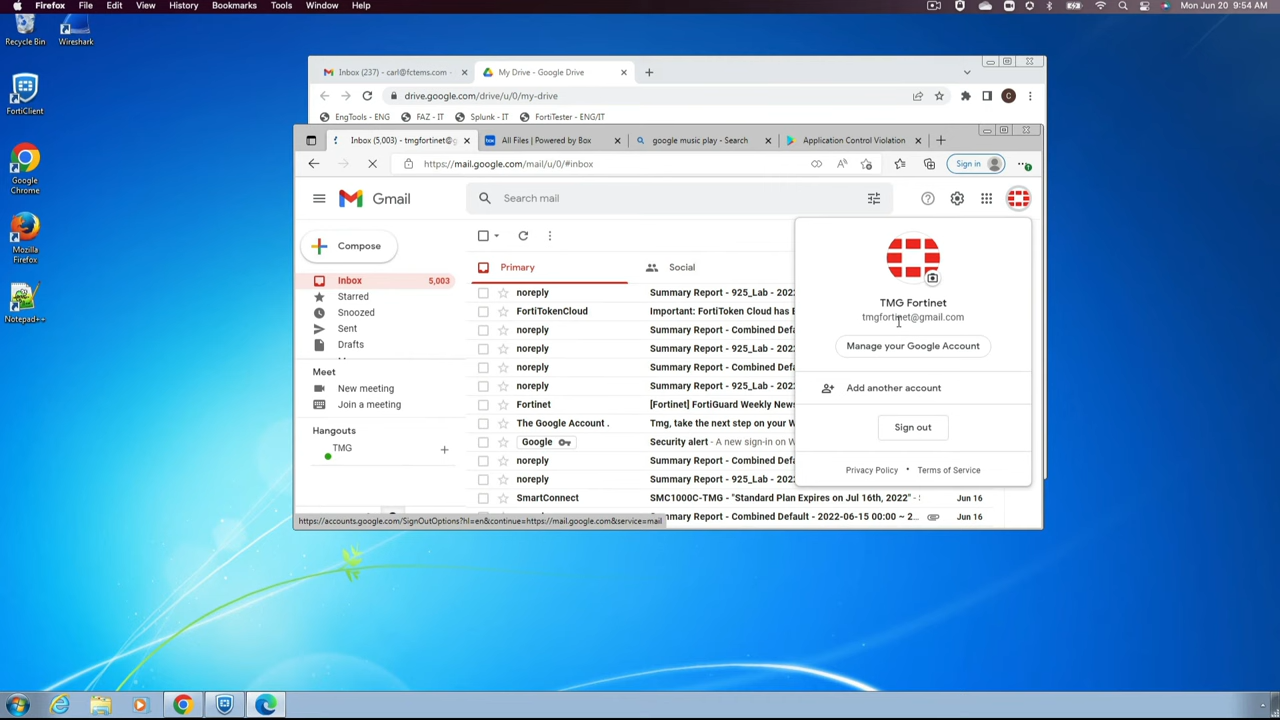 Firefox File Edit View History Bookmarks Tools Window Help
Mon Jun 20 9:54 AM
Recycle Bin
Wireshark
FortiClient
Google Chrome
Mozilla Firefox
Notepad++
Inbox (237) - carl@fctems.com -
My Drive - Google Drive
drive.google.com/drive/u/0/my-drive
C
EngTools - ENG
FAZ - IT
Splunk - IT
FortiTester - ENG/IT
Inbox (5,003) - tmgfortinet@g
All Files | Powered by Box
google music play - Search
Application Control Violation
https://mail.google.com/mail/u/0/#inbox
Sign in
Gmail
Search mail
Compose
Primary
Social
Inbox 5,003
Starred
Snoozed
Sent
Drafts
Meet
New meeting
Join a meeting
Hangouts
TMG
noreply Summary Report - 925_Lab - 2022
FortiTokenCloud Important: FortiToken Cloud has E
noreply Summary Report - Combined Defa
noreply Summary Report - 925_Lab - 2022
noreply Summary Report - Combined Defa
noreply Summary Report - 925_Lab - 2022
Fortinet [Fortinet] FortiGuard Weekly News
The Google Account . Tmg, take the next step on your W
Google Security alert - A new sign-in on W
noreply Summary Report - Combined Defa
noreply Summary Report - 925_Lab - 2022
SmartConnect SMC1000C-TMG - "Standard Plan Expires on Jul 16th, 2022" - Jun 16
Summary Report - Combined Default - 2022-06-15 00:00 ~ 2... Jun 16
TMG Fortinet
tmgfortinet@gmail.com
Manage your Google Account
Add another account
Sign out
Privacy Policy • Terms of Service
https://accounts.google.com/SignOutOptions?hl=en&continue=https://mail.google.com&service=mail